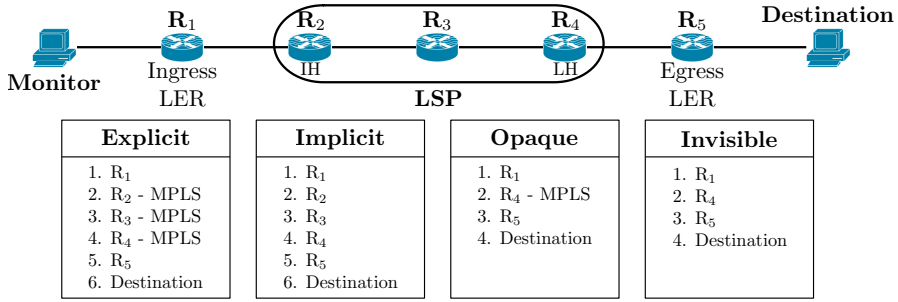 R1 R2 R3 R4 R5 Destination
Monitor
Ingress
LER
IH
LH
Egress
LER
LSP
Explicit
1. R1
2. R2 - MPLS
3. R3 - MPLS
4. R4 - MPLS
5. R5
6. Destination
Implicit
1. R1
2. R2
3. R3
4. R4
5. R5
6. Destination
Opaque
1. R1
2. R4 - MPLS
3. R5
4. Destination
Invisible
1. R1
2. R4
3. R5
4. Destination